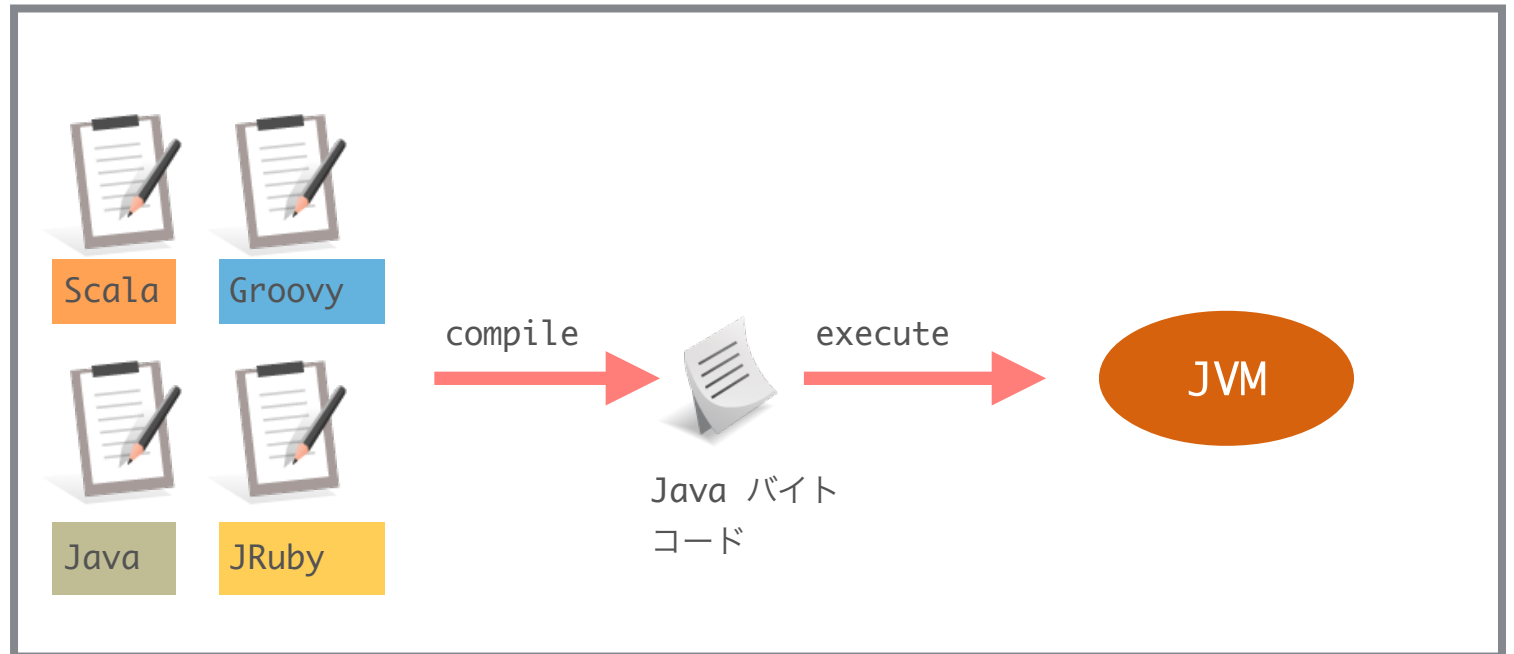 Scala
Groovy
Java
JRuby
compile
Java バイト
コード
execute
JVM